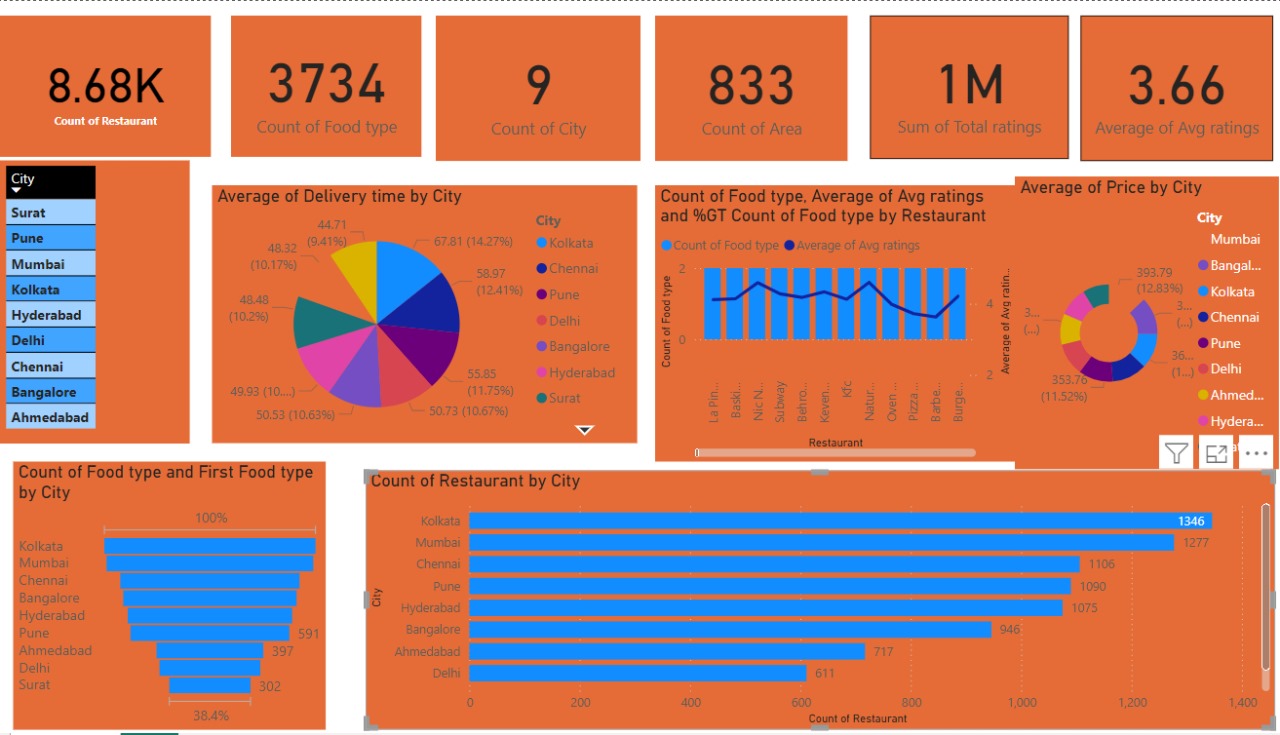 8.68K
Count of Restaurant
3734
Count of Food type
9
Count of City
833
Count of Area
1M
Sum of Total ratings
3.66
Average of Avg ratings
City
Surat
Pune
Mumbai
Kolkata
Hyderabad
Delhi
Chennai
Bangalore
Ahmedabad
Average of Delivery time by City
44.71
(9.41%)
48.32
(10.17%)
48.48
(10.2%)
49.93 (10....)
50.53 (10.63%)
50.73 (10.67%)
55.85
(11.75%)
58.97
(12.41%)
67.81 (14.27%)
City
Kolkata
Chennai
Pune
Delhi
Bangalore
Hyderabad
Surat
Count of Food type, Average of Avg ratings
and %GT Count of Food type by Restaurant
Count of Food type
Average of Avg ratings
Count of Food type
2
0
4
2
Average of Avg ratin...
La Pin...
Baski...
Nic N...
Subway
Behro...
Keven...
Kfc
Natur...
Oven ...
Pizza ...
Barbe...
Burge...
Restaurant
Average of Price by City
393.79
(12.83%)
3...
(...)
36...
(1...)
353.76
(11.52%)
3...
(...)
City
Mumbai
Bangal...
Kolkata
Chennai
Pune
Delhi
Ahmed...
Hydera...
Count of Food type and First Food type
by City
100%
Kolkata
Mumbai
Chennai
Bangalore
Hyderabad
Pune
591
Ahmedabad
397
Delhi
Surat
302
38.4%
Count of Restaurant by City
City
Kolkata
1346
Mumbai
1277
Chennai
1106
Pune
1090
Hyderabad
1075
Bangalore
946
Ahmedabad
717
Delhi
611
0
200
400
600
800
1,000
1,200
1,400
Count of Restaurant